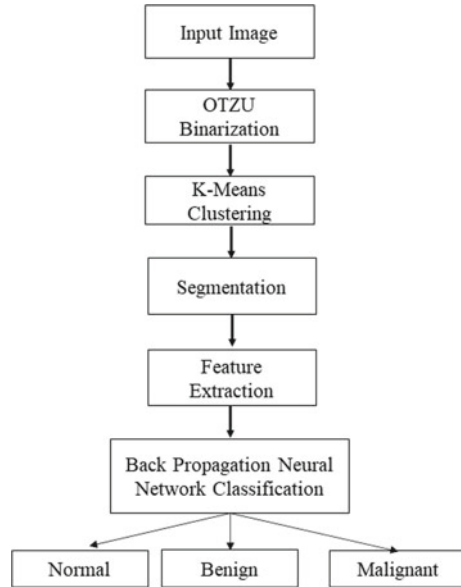 Input Image
OTZU
Binarization
K-Means
Clustering
Segmentation
Feature
Extraction
Back Propagation Neural
Network Classification
Normal
Benign
Malignant